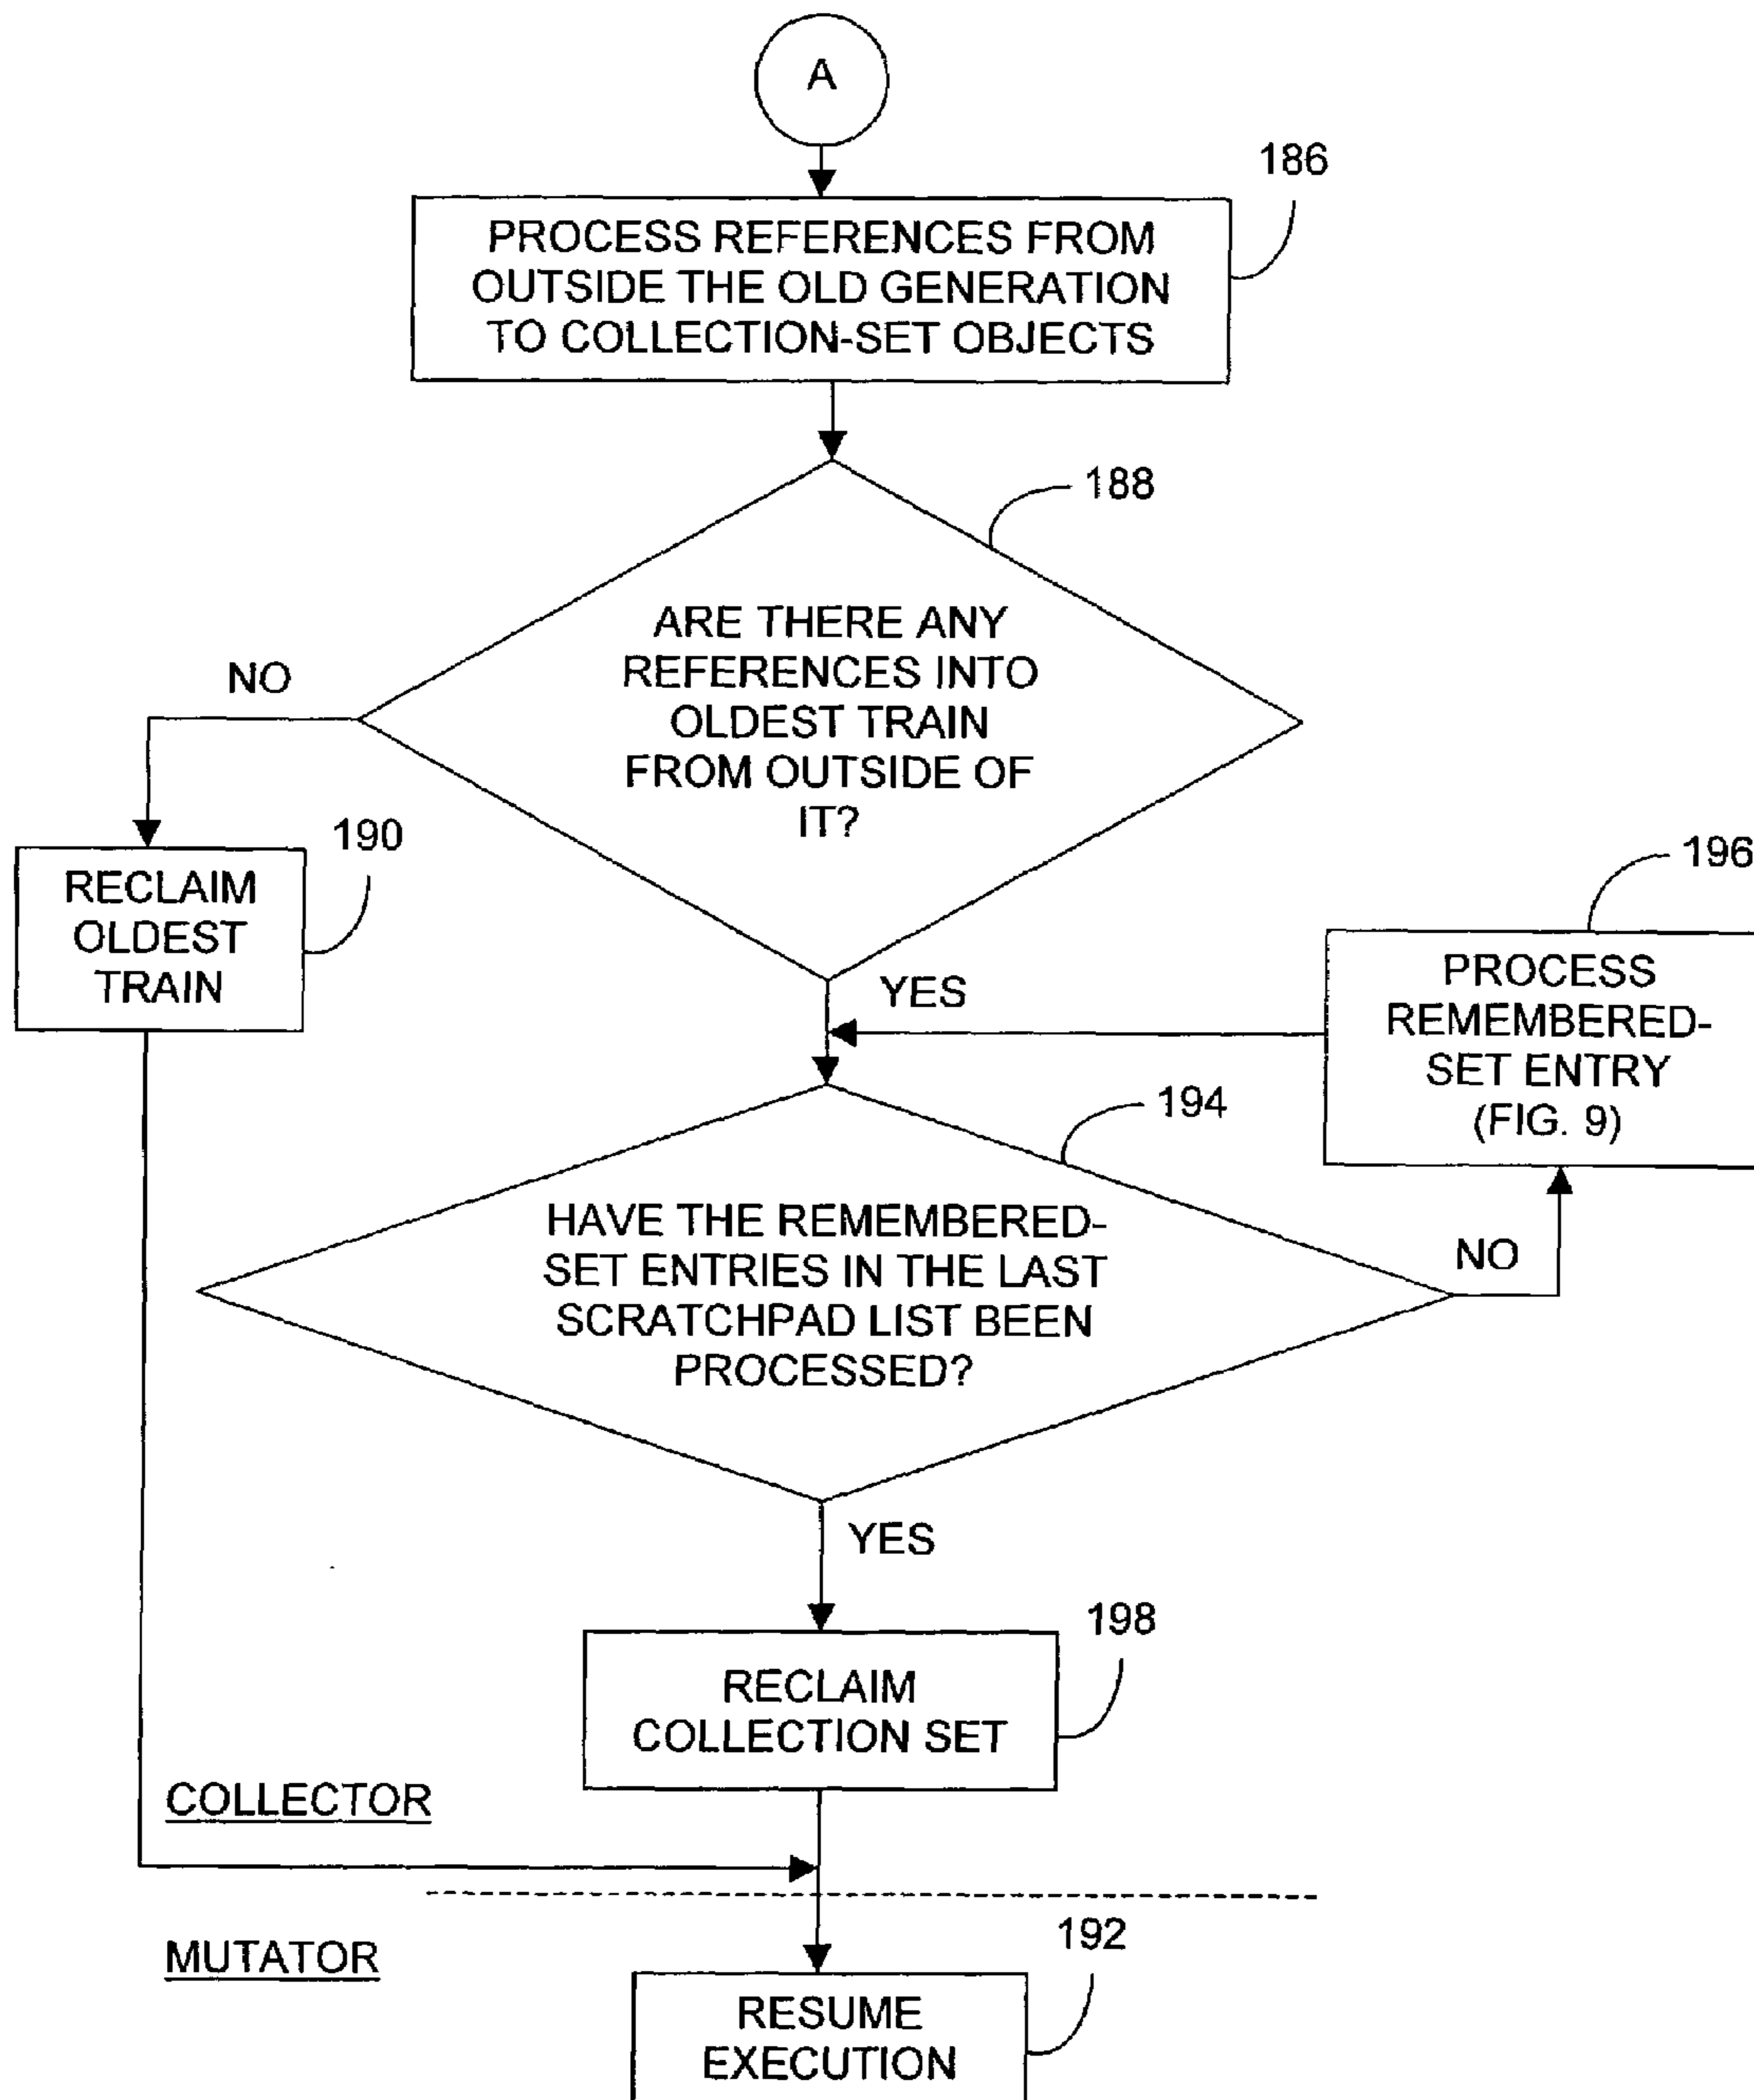 A
186
PROCESS REFERENCES FROM
OUTSIDE THE OLD GENERATION
TO COLLECTION-SET OBJECTS
188
ARE THERE ANY
REFERENCES INTO
OLDEST TRAIN
FROM OUTSIDE OF
IT?
NO
190
RECLAIM
OLDEST
TRAIN
YES
196
PROCESS
REMEMBERED-
SET ENTRY
(FIG. 9)
194
HAVE THE REMEMBERED-
SET ENTRIES IN THE LAST
SCRATCHPAD LIST BEEN
PROCESSED?
NO
YES
198
RECLAIM
COLLECTION SET
COLLECTOR
MUTATOR
192
RESUME
EXECUTION